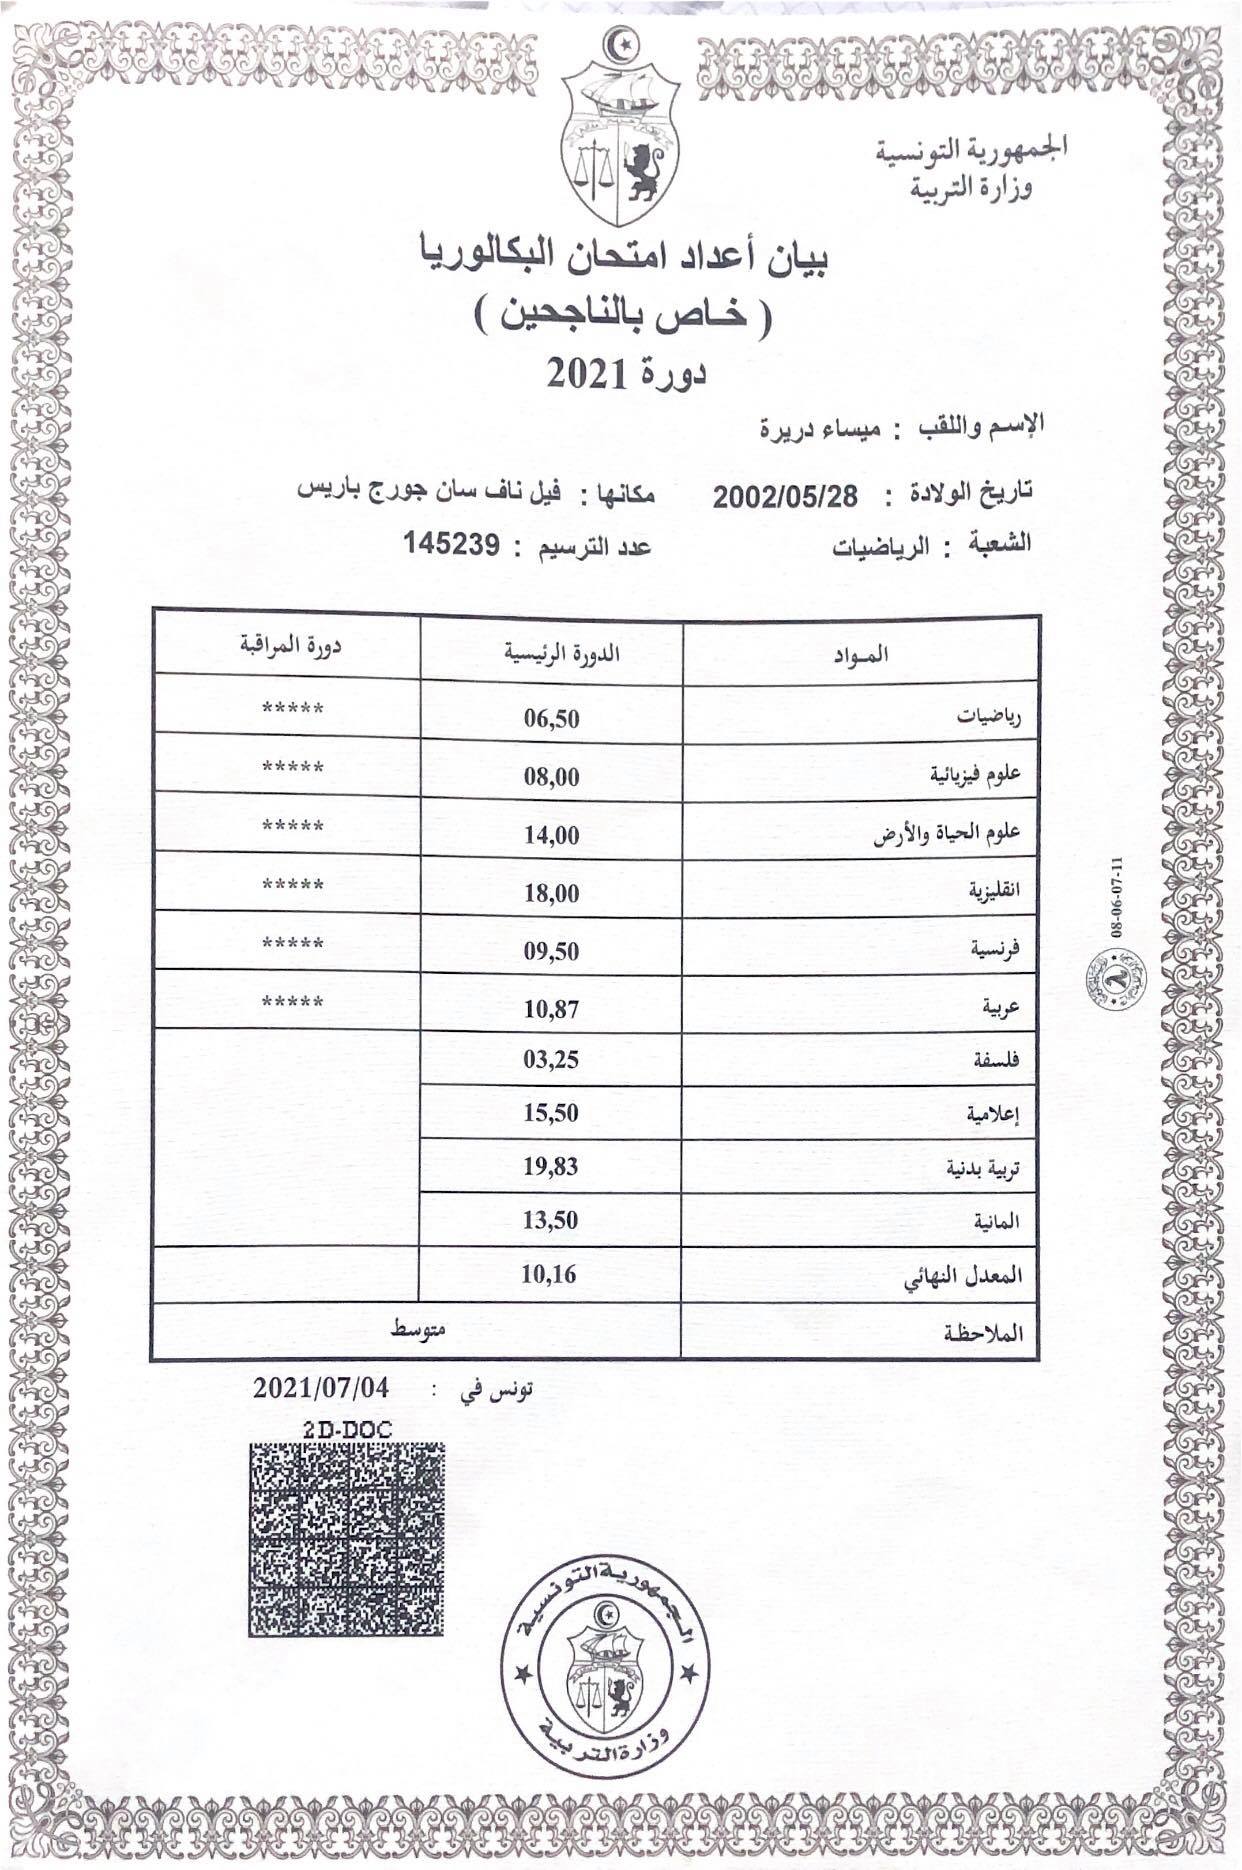 الجمهورية التونسية
وزارة التربية
بيان أعداد امتحان البكالوريا
( خاص بالناجحين )
دورة 2021
الإسم واللقب : ميساء دريرة
تاريخ الولادة : 2002/05/28 مكانها : فيل ناف سان جورج باريس
الشعبة : الرياضيات عدد الترسيم : 145239
المواد الدورة الرئيسية دورة المراقبة
رياضيات 06,50 *****
علوم فيزيائية 08,00 *****
علوم الحياة والأرض 14,00 *****
انقليزية 18,00 *****
فرنسية 09,50 *****
عربية 10,87 *****
فلسفة 03,25
إعلامية 15,50
تربية بدنية 19,83
المانية 13,50
المعدل النهائي 10,16
الملاحظة متوسط
08-06-07-11
تونس في : 2021/07/04
2D-DOC
الجمهورية التونسية
وزارة التربية